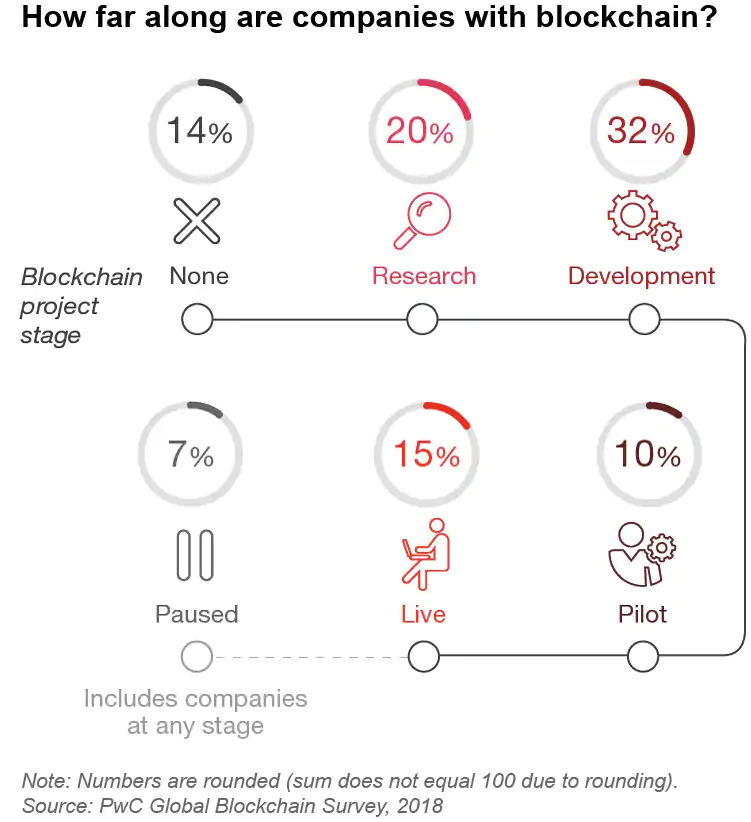 How far along are companies with blockchain?
14%
20%
32%
Blockchain
project
stage
None
Research
Development
7%
15%
10%
Paused
Live
Pilot
Includes companies
at any stage
Note: Numbers are rounded (sum does not equal 100 due to rounding).
Source: PwC Global Blockchain Survey, 2018